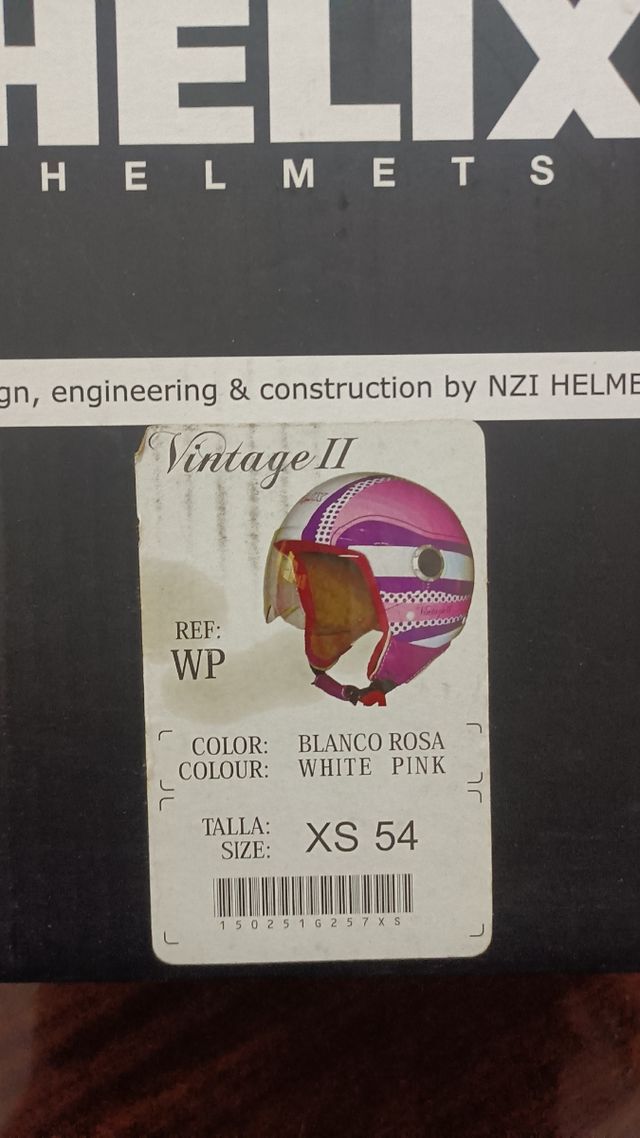 HELIX
HELMETS
gn, engineering & construction by NZI HELME
Vintage II
REF:
WP
COLOR: BLANCO ROSA
COLOUR: WHITE PINK
TALLA:
SIZE: XS 54
150251G257XS